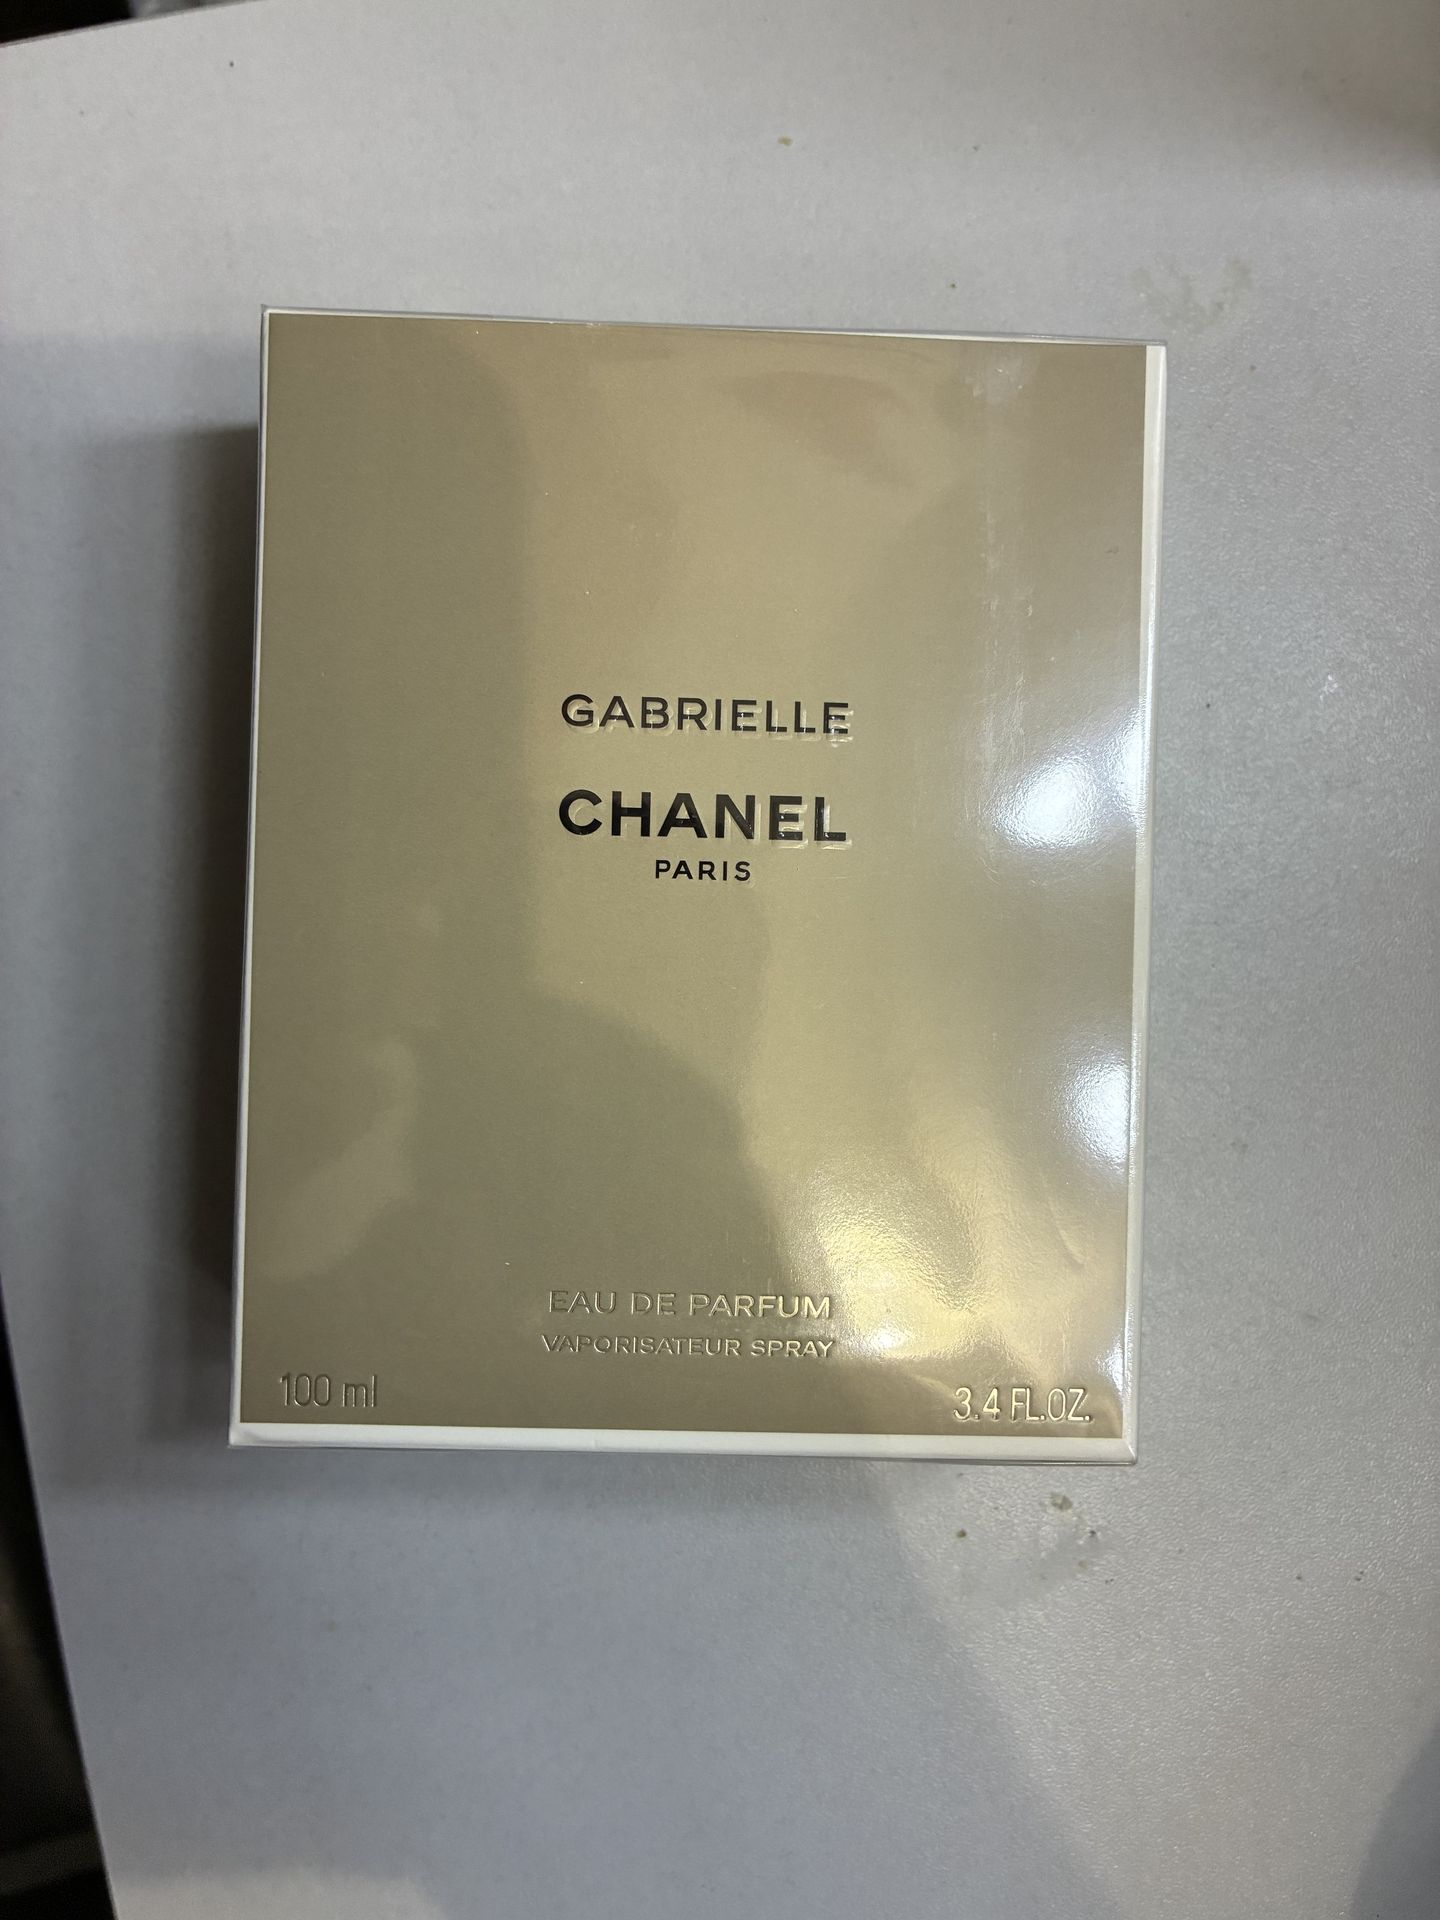 GABRIELLE
CHANEL
PARIS
EAU DE PARFUM
VAPORISATEUR SPRAY
100 ml
3.4 FL.OZ.